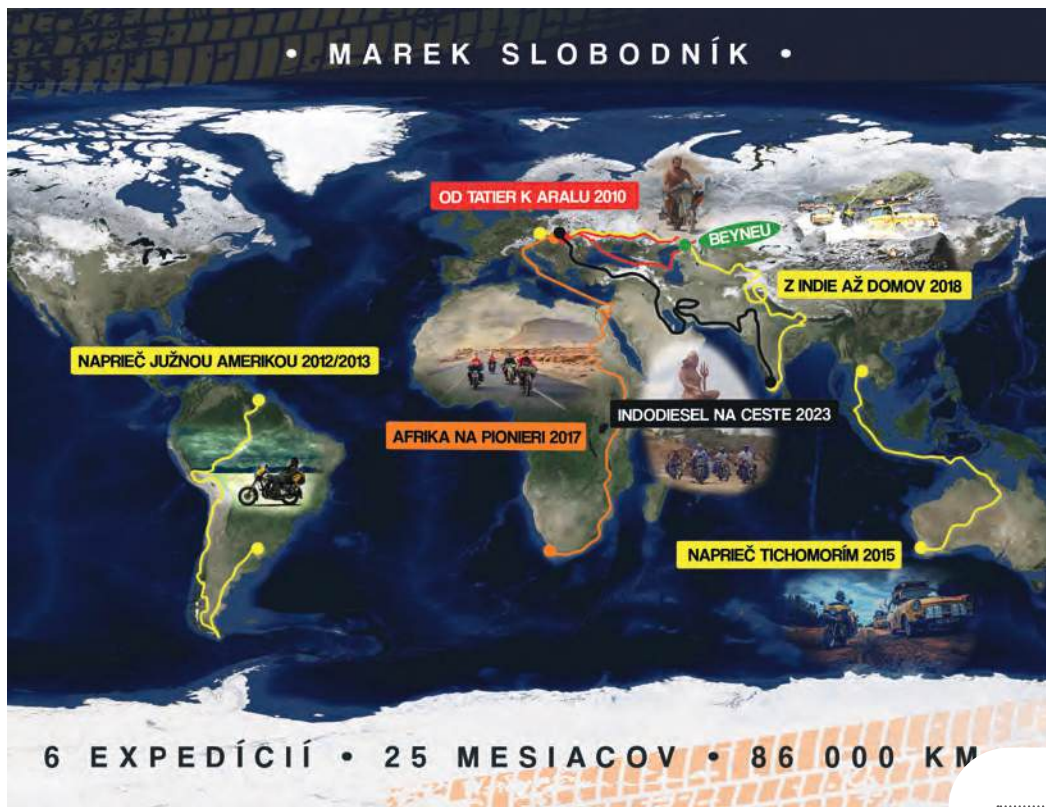 • MAREK SLOBODNÍK •
OD TATIER K ARALU 2010
BEYNEU
Z INDIE AŽ DOMOV 2018
NAPRIEČ JUŽNOU AMERIKOU 2012/2013
INDODIESEL NA CESTE 2023
AFRIKA NA PIONIERI 2017
NAPRIEČ TICHOMORÍM 2015
6 EXPEDÍCIÍ • 25 MESIACOV • 86 000 KM